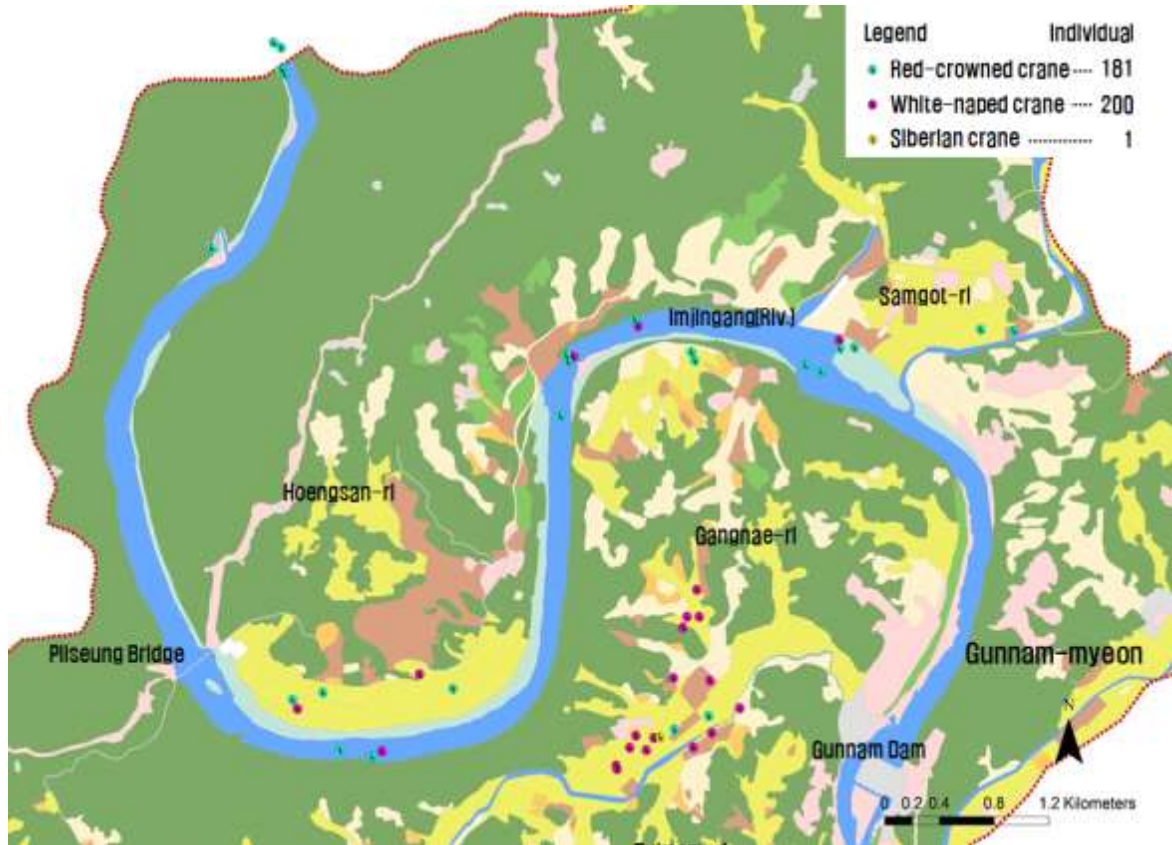 Legend Individual
Red-crowned crane ---- 181
White-naped crane ---- 200
Siberian crane ------------- 1
Samgot-ri
Imjingang(Riv.)
Hoengsan-ri
Gangnae-ri
Pilseung Bridge
Gunnam-myeon
N
Gunnam Dam
0 0.2 0.4 0.8 1.2 Kilometers